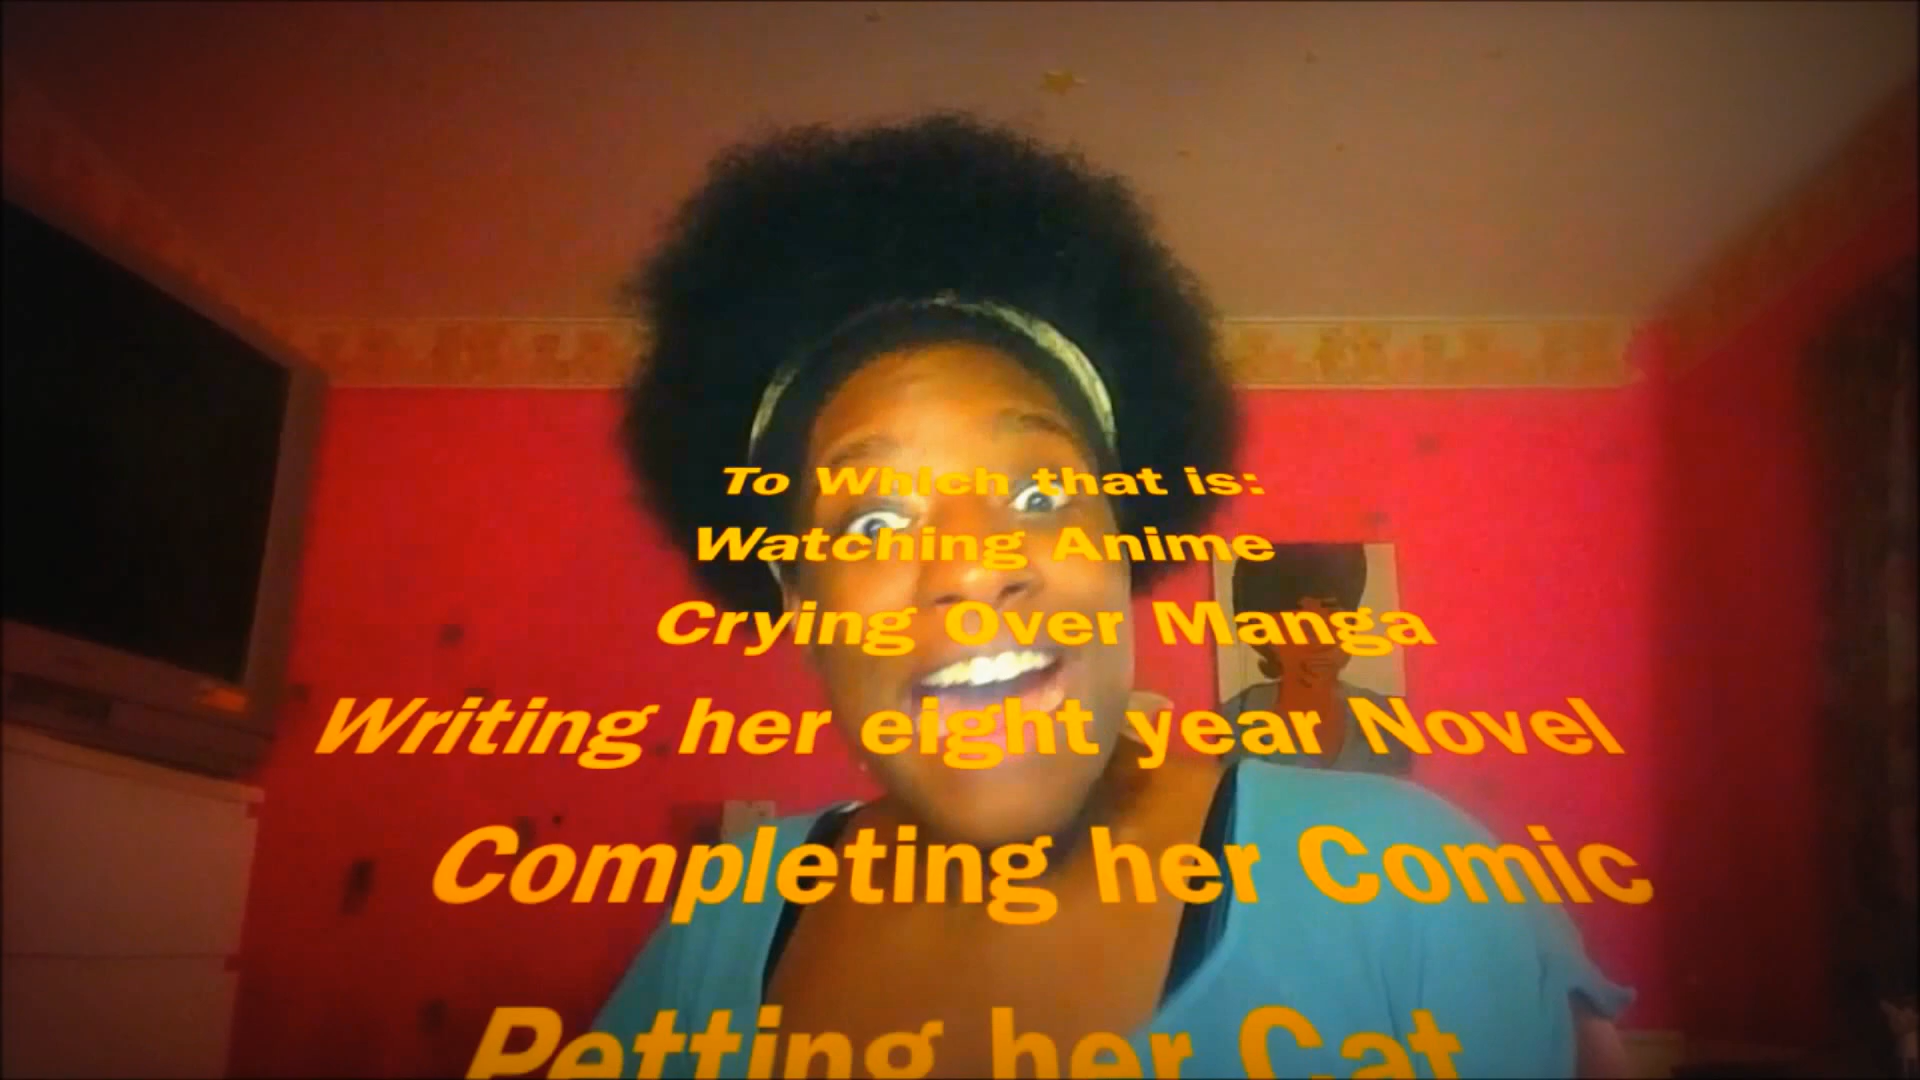 To Which that is:
Watching Anime
Crying Over Manga
Writing her eight year Novel
Completing her Comic
Petting her Cat